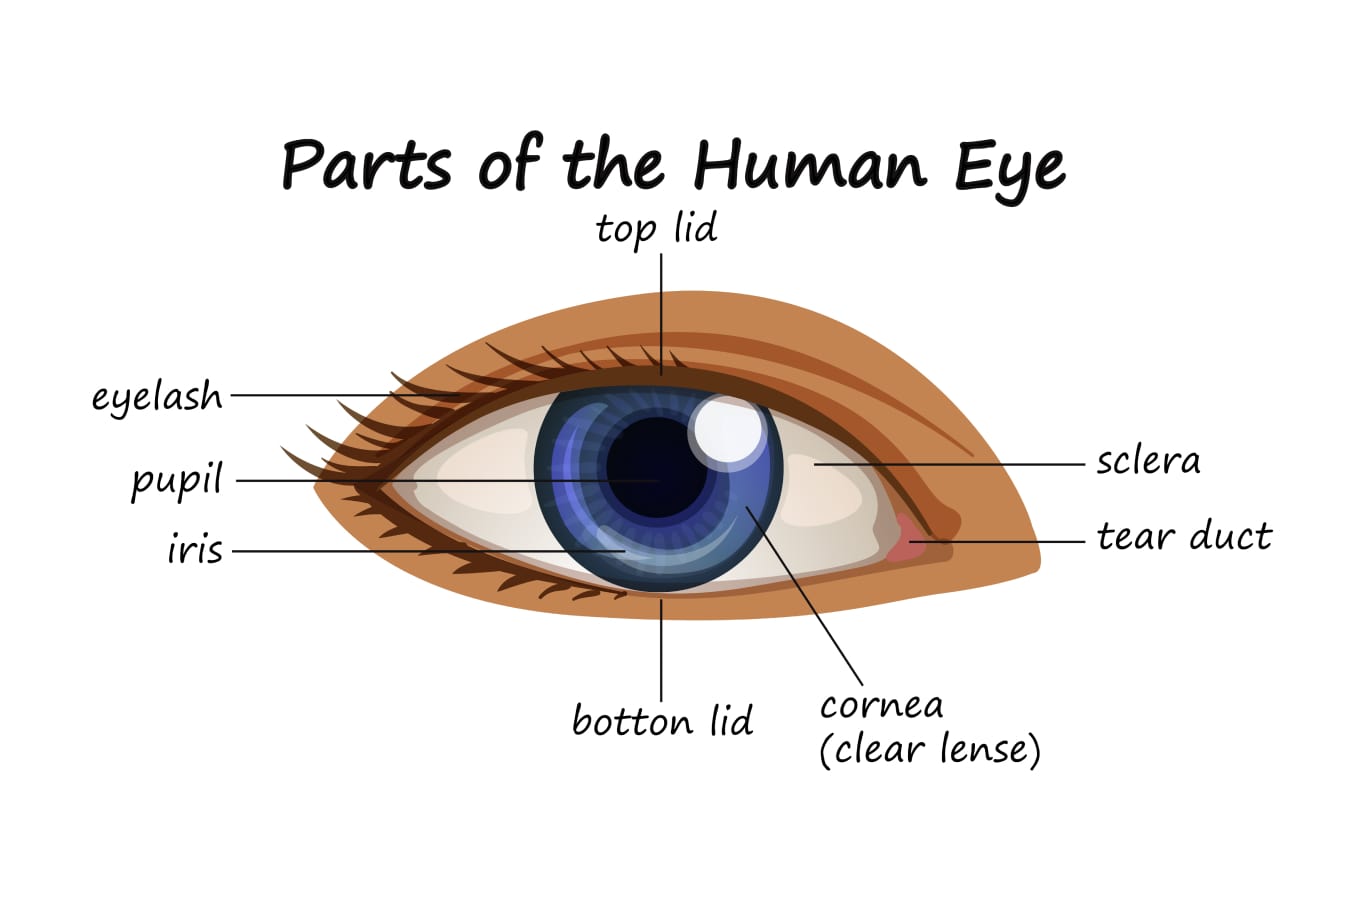 Parts of the Human Eye
top lid
eyelash
pupil
iris
sclera
tear duct
botton lid
cornea
(clear lense)